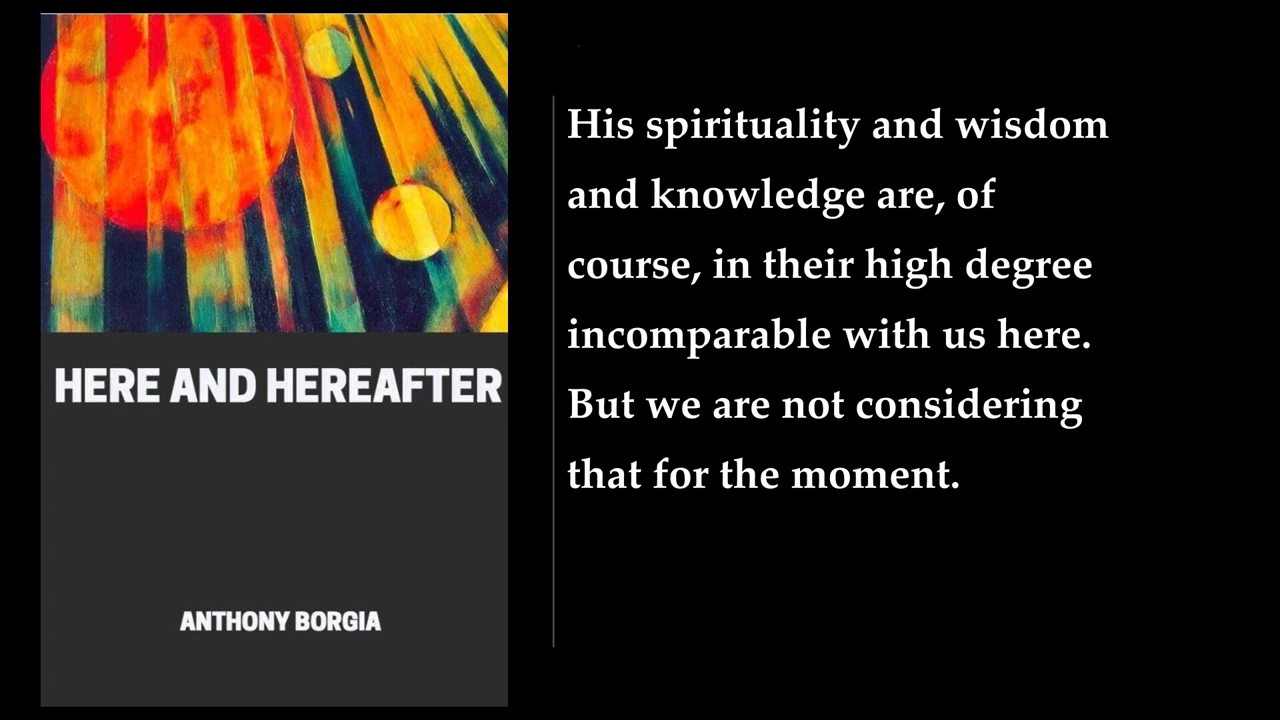 HERE AND HEREAFTER
ANTHONY BORGIA
His spirituality and wisdom
and knowledge are, of
course, in their high degree
incomparable with us here.
But we are not considering
that for the moment.